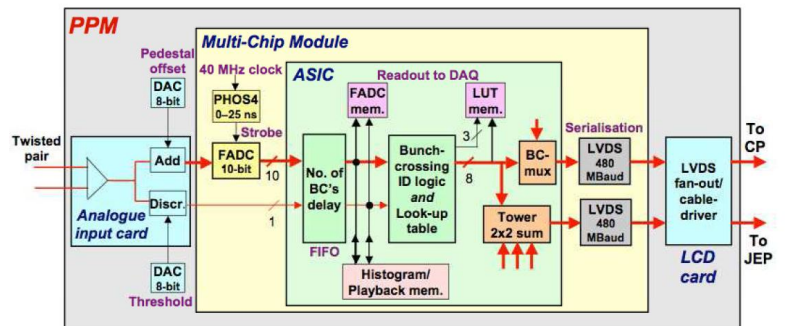 PPM
Multi-Chip Module
ASIC
Pedestal
offset
DAC
8-bit
40 MHz clock
PHOS4
0–25 ns
Strobe
FADC
10-bit
Readout to DAQ
FADC
mem.
LUT
mem.
3
Twisted
pair
Add
Discr.
Analogue
input card
DAC
8-bit
Threshold
10
1
No. of
BC's
delay
FIFO
Bunch-
crossing
ID logic
and
Look-up
table
8
Histogram/
Playback mem.
BC-
mux
Tower
2x2 sum
Serialisation
LVDS
480
MBaud
LVDS
480
MBaud
LVDS
fan-out/
cable-
driver
LCD
card
To
CP
To
JEP